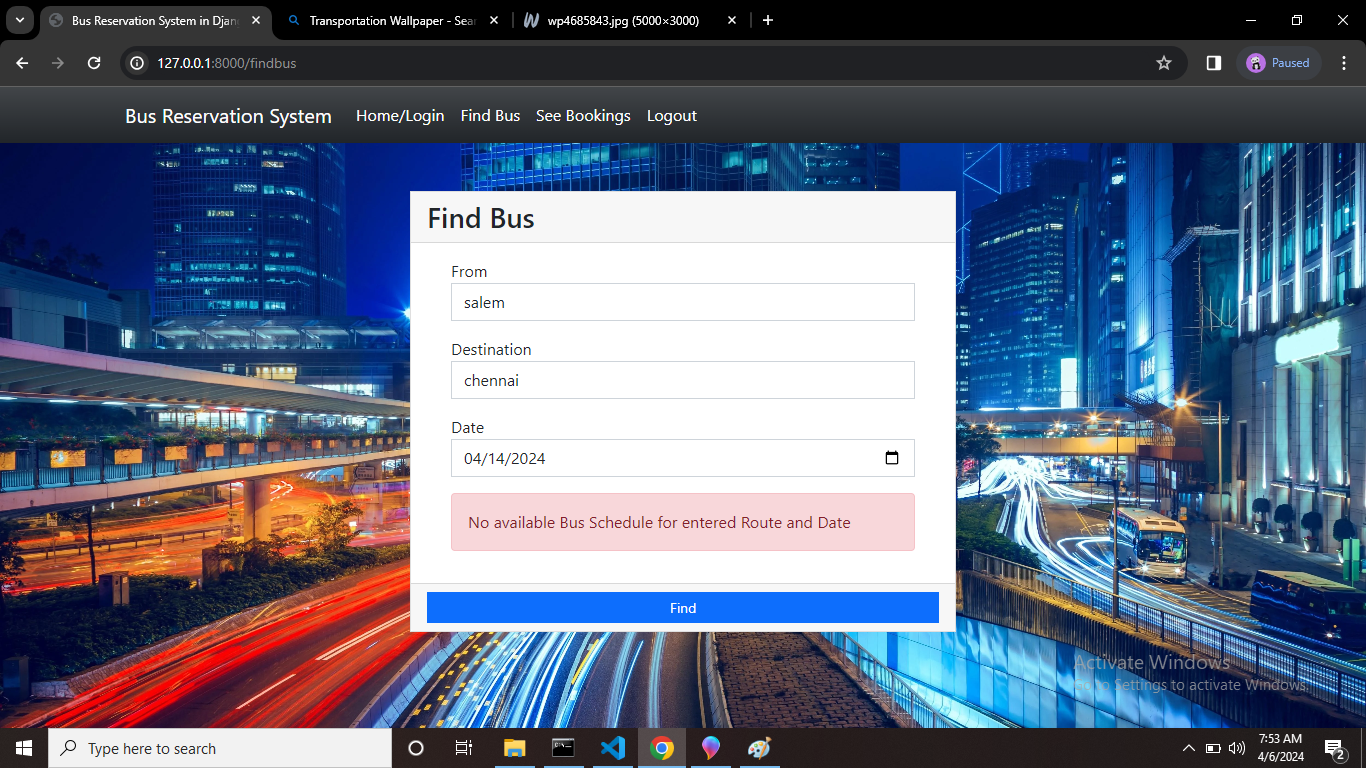 Bus Reservation System in Djan
Transportation Wallpaper - Sear
wp4685843.jpg (5000×3000)
127.0.0.1:8000/findbus
Paused
Bus Reservation System
Home/Login
Find Bus
See Bookings
Logout
Find Bus
From
salem
Destination
chennai
Date
04/14/2024
No available Bus Schedule for entered Route and Date
Find
Activate Windows
Go to Settings to activate Windows.
Type here to search
7:53 AM
4/6/2024
2